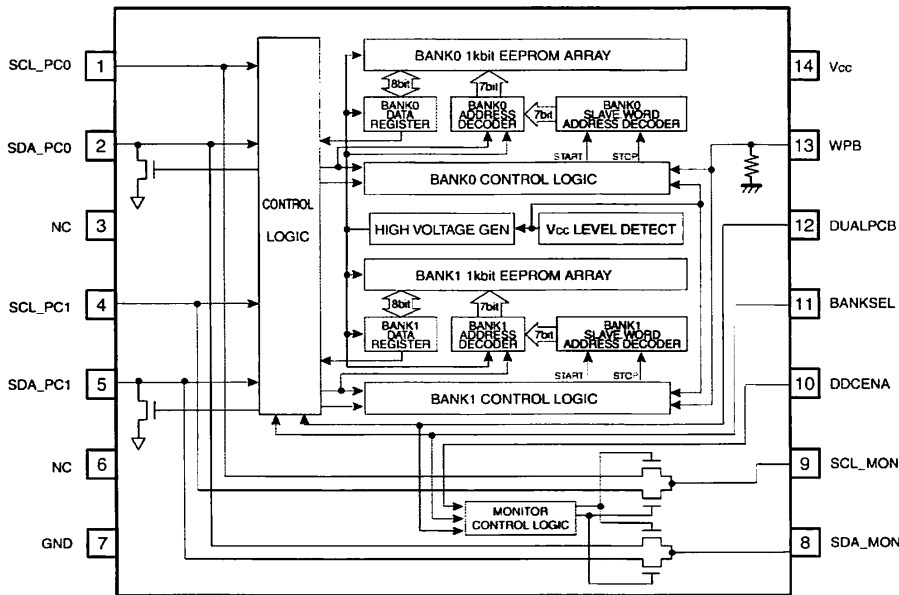 SCL_PC0
1
SDA_PC0
2
NC
3
SCL_PC1
4
SDA_PC1
5
NC
6
GND
7
CONTROL
LOGIC
BANK0 1kbit EEPROM ARRAY
8bit
7bit
BANK0
DATA
REGISTER
BANK0
ADDRESS
DECODER
7bit
BANK0
SLAVE WORD
ADDRESS DECODER
START
STOP
BANK0 CONTROL LOGIC
HIGH VOLTAGE GEN
Vcc LEVEL DETECT
BANK1 1kbit EEPROM ARRAY
8bit
7bit
BANK1
DATA
REGISTER
BANK1
ADDRESS
DECODER
7bit
BANK1
SLAVE WORD
ADDRESS DECODER
START
STOP
BANK1 CONTROL LOGIC
MONITOR
CONTROL LOGIC
14
Vcc
13
WPB
12
DUALPCB
11
BANKSEL
10
DDCENA
9
SCL_MON
8
SDA_MON